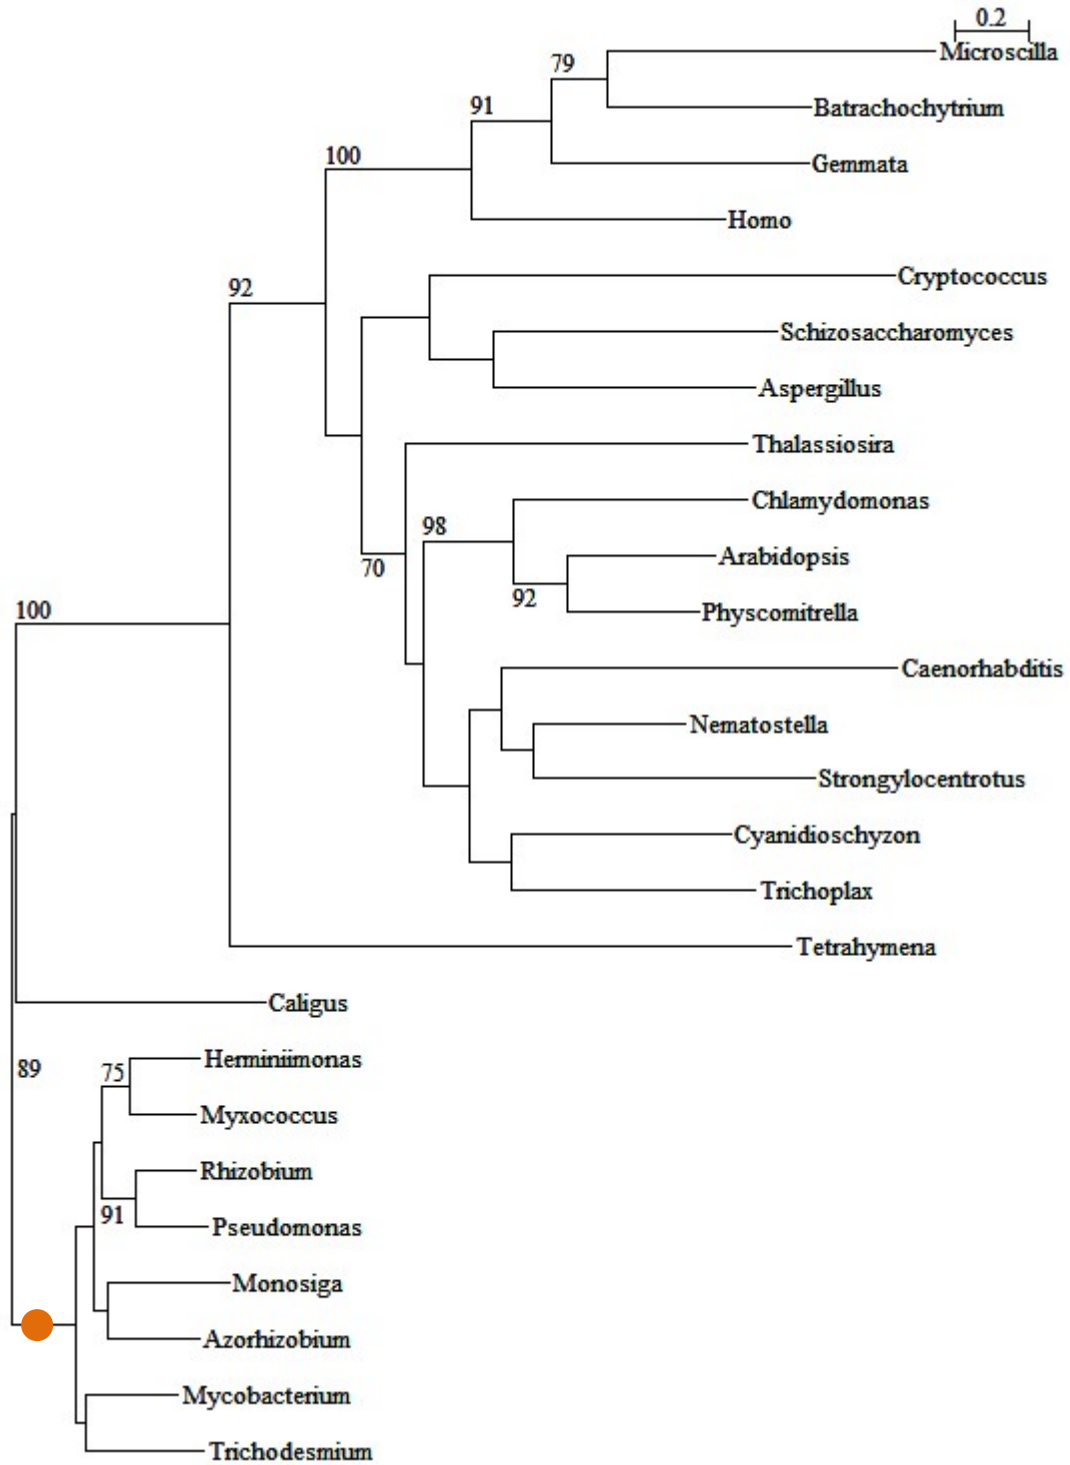 0.2
Microscilla
79
Batrachochytrium
91
Gemmata
100
Homo
92
Cryptococcus
Schizosaccharomyces
Aspergillus
Thalassiosira
Chlamydomonas
98
Arabidopsis
70
92
Physcomitrella
100
Caenorhabditis
Nematostella
Strongylocentrotus
Cyanidioschyzon
Trichoplax
Tetrahymena
Caligus
Herminiimonas
89
75
Myxococcus
Rhizobium
91
Pseudomonas
Monosiga
Azorhizobium
Mycobacterium
Trichodesmium